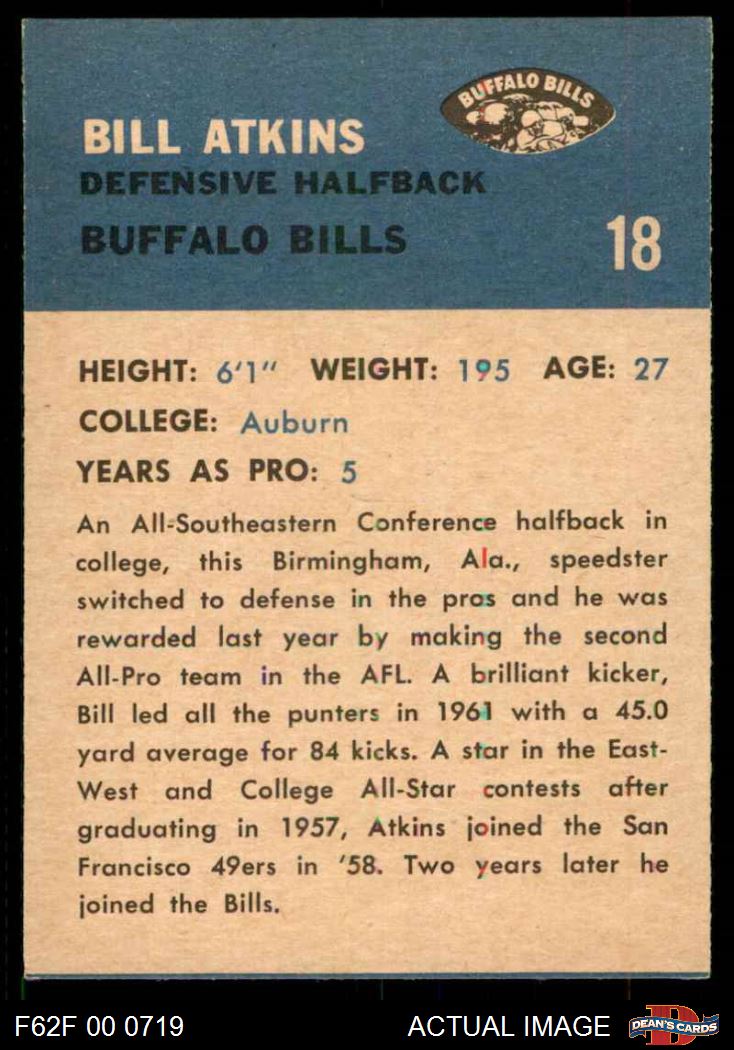 BUFFALO BILLS
BILL ATKINS
DEFENSIVE HALFBACK
BUFFALO BILLS
18
HEIGHT: 6'1" WEIGHT: 195 AGE: 27
COLLEGE: Auburn
YEARS AS PRO: 5
An All-Southeastern Conference halfback in
college, this Birmingham, Ala., speedster
switched to defense in the pros and he was
rewarded last year by making the second
All-Pro team in the AFL. A brilliant kicker,
Bill led all the punters in 1961 with a 45.0
yard average for 84 kicks. A star in the East-
West and College All-Star contests after
graduating in 1957, Atkins joined the San
Francisco 49ers in '58. Two years later he
joined the Bills.
F62F 00 0719 ACTUAL IMAGE DEAN'S CARDS